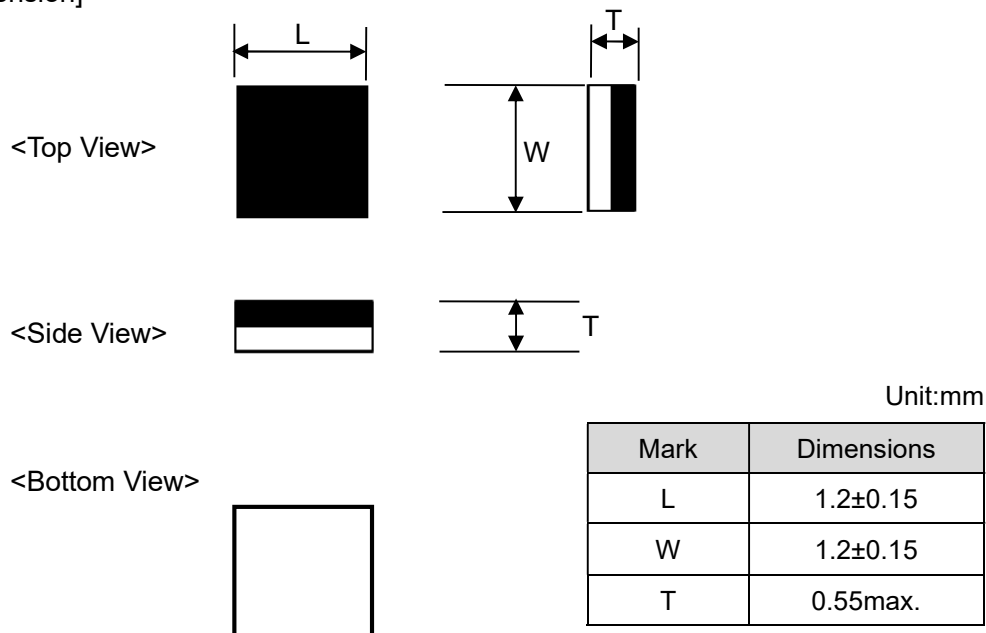 L
T
<Top View>
W
<Side View>
T
Unit:mm
Mark Dimensions
<Bottom View>
L 1.2±0.15
W 1.2±0.15
T 0.55max.